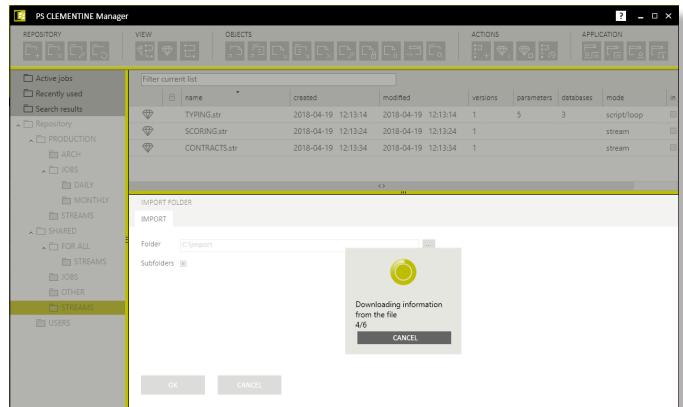 PS CLEMENTINE Manager
?
REPOSITORY VIEW OBJECTS ACTIONS APPLICATION
Active jobs
Recently used
Search results
Repository
PRODUCTION
ARCH
JOBS
DAILY
MONTHLY
STREAMS
SHARED
FOR ALL
STREAMS
JOBS
OTHER
STREAMS
USERS
Filter current list
name created modified versions parameters databases mode in
TYPING.str 2018-04-19 12:13:14 2018-04-19 12:13:14 1 5 3 script/loop
SCORING.str 2018-04-19 12:13:24 2018-04-19 12:13:24 1 stream
CONTRACTS.str 2018-04-19 12:13:34 2018-04-19 12:13:34 1 stream
IMPORT FOLDER
IMPORT
Folder C:\import ...
Subfolders
Downloading information
from the file
4/6
CANCEL
OK CANCEL